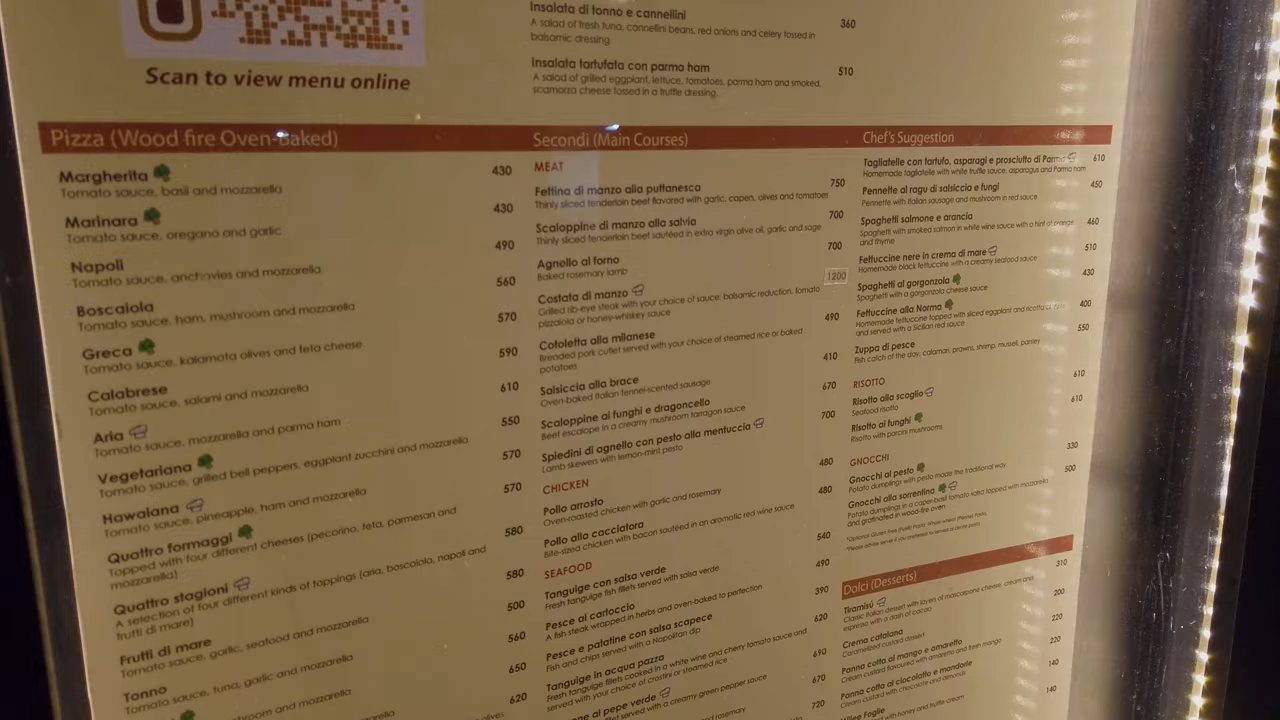 Scan to view menu online
Insalata di tonno e cannellini 360
A salad of fresh tuna, cannellini beans, red onions and celery tossed in
balsamic dressing
Insalata tartufata con parma ham 510
A salad of grilled eggplant, lettuce, tomatoes, parma ham and smoked,
scamorza cheese tossed in a truffle dressing.
Pizza (Wood fire Oven-Baked)
Margherita 430
Tomato sauce, basil and mozzarella
Marinara 430
Tomato sauce, oregano and garlic
Napoli 490
Tomato sauce, anchovies and mozzarella
Boscaiola 560
Tomato sauce, ham, mushroom and mozzarella
Greca 570
Tomato sauce, kalamata olives and feta cheese
Calabrese 590
Tomato sauce, salami and mozzarella
Aria 610
Tomato sauce, mozzarella and parma ham
Vegetariana 550
Tomato sauce, grilled bell peppers, eggplant zucchini and mozzarella
Hawaiana 570
Tomato sauce, pineapple, ham and mozzarella
Quattro formaggi 570
Topped with four different cheeses (pecorino, feta, parmesan and
mozzarella)
580
Quattro stagioni
A selection of four different kinds of toppings (aria, boscaiola, napoli and
frutti di mare)
580
Frutti di mare 500
Tomato sauce, garlic, seafood and mozzarella
Tonno 560
Tomato sauce, tuna, garlic and mozzarella
650
620
Secondi (Main Courses)
MEAT
Fettina di manzo alla puttanesca 750
Thinly sliced tenderloin beef flavored with garlic, capers, olives and tomatoes
Scaloppine di manzo alla salvia 700
Thinly sliced tenderloin beef sautéed in extra virgin olive oil, garlic and sage
Agnello al forno 700
Baked rosemary lamb
Costata di manzo 1200
Grilled rib-eye steak with your choice of sauce: balsamic reduction, tomato
pizzaiola or honey-whiskey sauce
Cotoletta alla milanese 490
Breaded pork cutlet served with your choice of steamed rice or baked
potatoes
Salsiccia alla brace 410
Oven-baked Italian fennel-scented sausage
Scaloppine ai funghi e dragoncello 670
Beef escalope in a creamy mushroom tarragon sauce
Spiedini di agnello con pesto alla mentuccia 700
Lamb skewers with lemon-mint pesto
CHICKEN
Pollo arrosto 480
Oven-roasted chicken with garlic and rosemary
Pollo alla cacciatora 480
Bite-sized chicken with bacon sautéed in an aromatic red wine sauce
SEAFOOD
Tanguigue con salsa verde 540
Fresh tanguigue fish fillets served with salsa verde
Pesce al cartoccio 490
A fish steak wrapped in herbs and oven-baked to perfection
Pesce e patatine con salsa scapece 390
Fish and chips served with a Napolitan dip
Tanguigue in acqua pazza 620
Fresh tanguigue fillets cooked in a white wine and cherry tomato sauce and
served with your choice of crostini or steamed rice
al pepe verde 690
served with a creamy green pepper sauce
670
720
Chef's Suggestion
Tagliatelle con tartufo, asparagi e prosciutto di Parma 610
Homemade tagliatelle with white truffle sauce, asparagus and Parma ham
Pennette al ragu di salsiccia e fungi 450
Pennette with Italian sausage and mushroom in red sauce
Spaghetti salmone e arancia 460
Spaghetti with smoked salmon in white wine sauce with a hint of orange
and thyme
Fettuccine nere in crema di mare 510
Homemade black fettuccine with a creamy seafood sauce
Spaghetti al gorgonzola 430
Spaghetti with a gorgonzola cheese sauce
Fettuccine alla Norma 400
Homemade fettuccine topped with sliced eggplant and ricotta
and served with a Sicilian red sauce
Zuppa di pesce 550
Fish catch of the day, calamari, prawns, shrimp, mussel, parsley
RISOTTO
Risotto alla scoglio 610
Seafood risotto
Risotto ai funghi 610
Risotto with porcini mushrooms
GNOCCHI
Gnocchi al pesto 330
Potato dumplings with pesto made the traditional way
Gnocchi alla sorrentina 500
Potato dumplings in a caper-basil tomato salsa topped with mozzarella
and gratinated in wood-fire oven
Dolci (Desserts)
Tiramisú 310
Classic Italian dessert with layers of mascarpone cheese, cream and
espresso with a dash of cacao
Crema catalana 200
Caramelized custard dessert
Panna cotta al mango e amaretto 220
Cream custard flavoured with amaretto and fresh mango
Panna cotta al cioccolato e mandorle 220
Cream custard with chocolate and almonds
Foglie 140
with honey and truffle cream
140